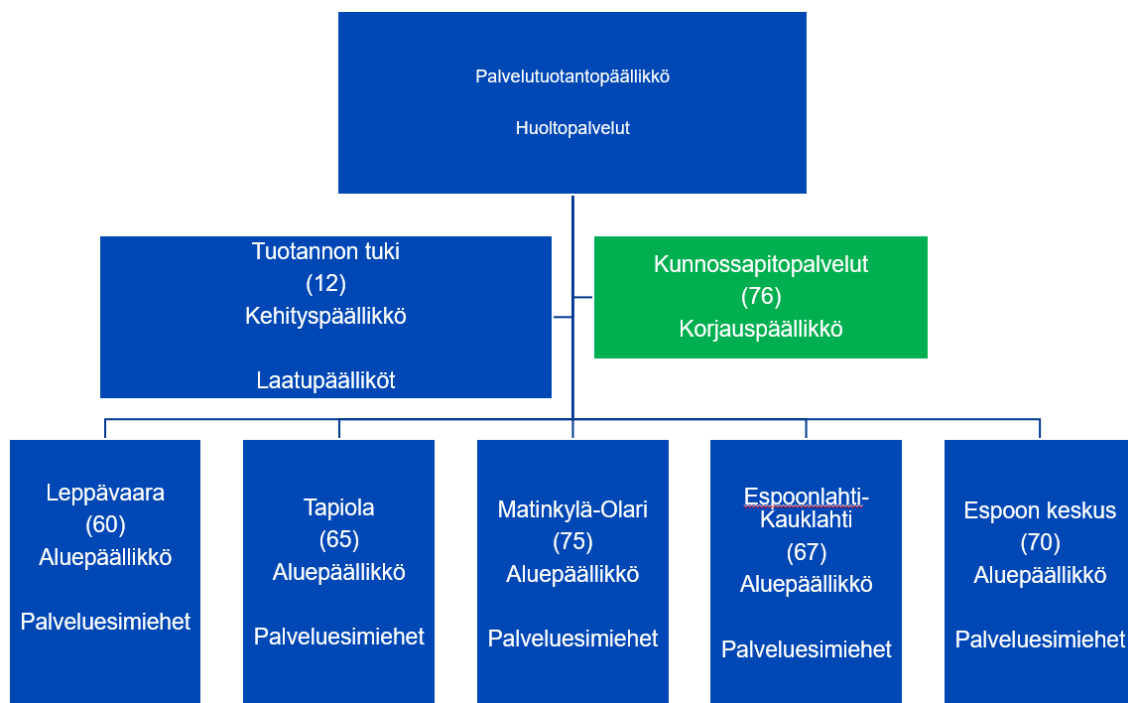 Palvelutuotantopäällikkö
Huoltopalvelut
Tuotannon tuki
(12)
Kehityspäällikkö
Laatupäälliköt
Kunnossapitopalvelut
(76)
Korjauspäällikkö
Leppävaara
(60)
Aluepäällikkö
Palveluesimiehet
Tapiola
(65)
Aluepäällikkö
Palveluesimiehet
Matinkylä-Olari
(75)
Aluepäällikkö
Palveluesimiehet
Espoonlahti-
Kauklahti
(67)
Aluepäällikkö
Palveluesimiehet
Espoon keskus
(70)
Aluepäällikkö
Palveluesimiehet